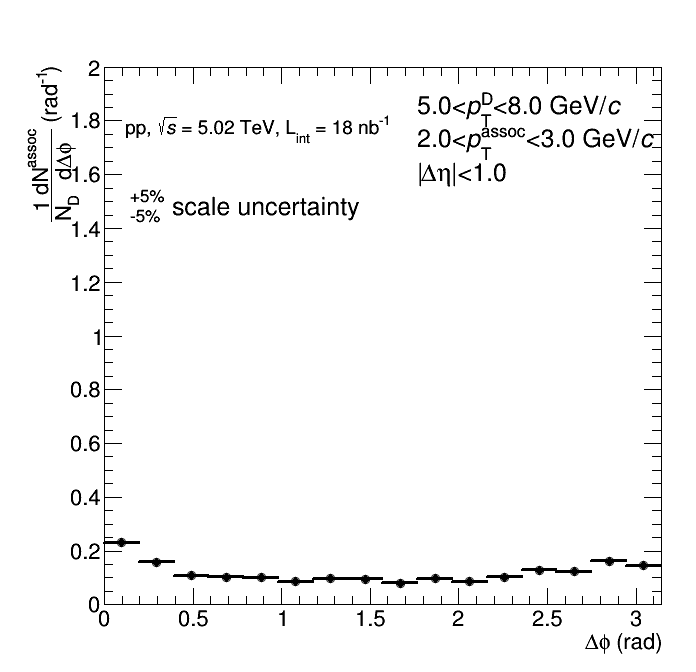 1 dN^assoc / N_D dΔϕ (rad⁻¹)
pp, √s = 5.02 TeV, L_int = 18 nb⁻¹
+5%
-5% scale uncertainty
5.0<p_T^D<8.0 GeV/c
2.0<p_T^assoc<3.0 GeV/c
|Δη|<1.0
2
1.8
1.6
1.4
1.2
1
0.8
0.6
0.4
0.2
0
0 0.5 1 1.5 2 2.5 3
Δϕ (rad)